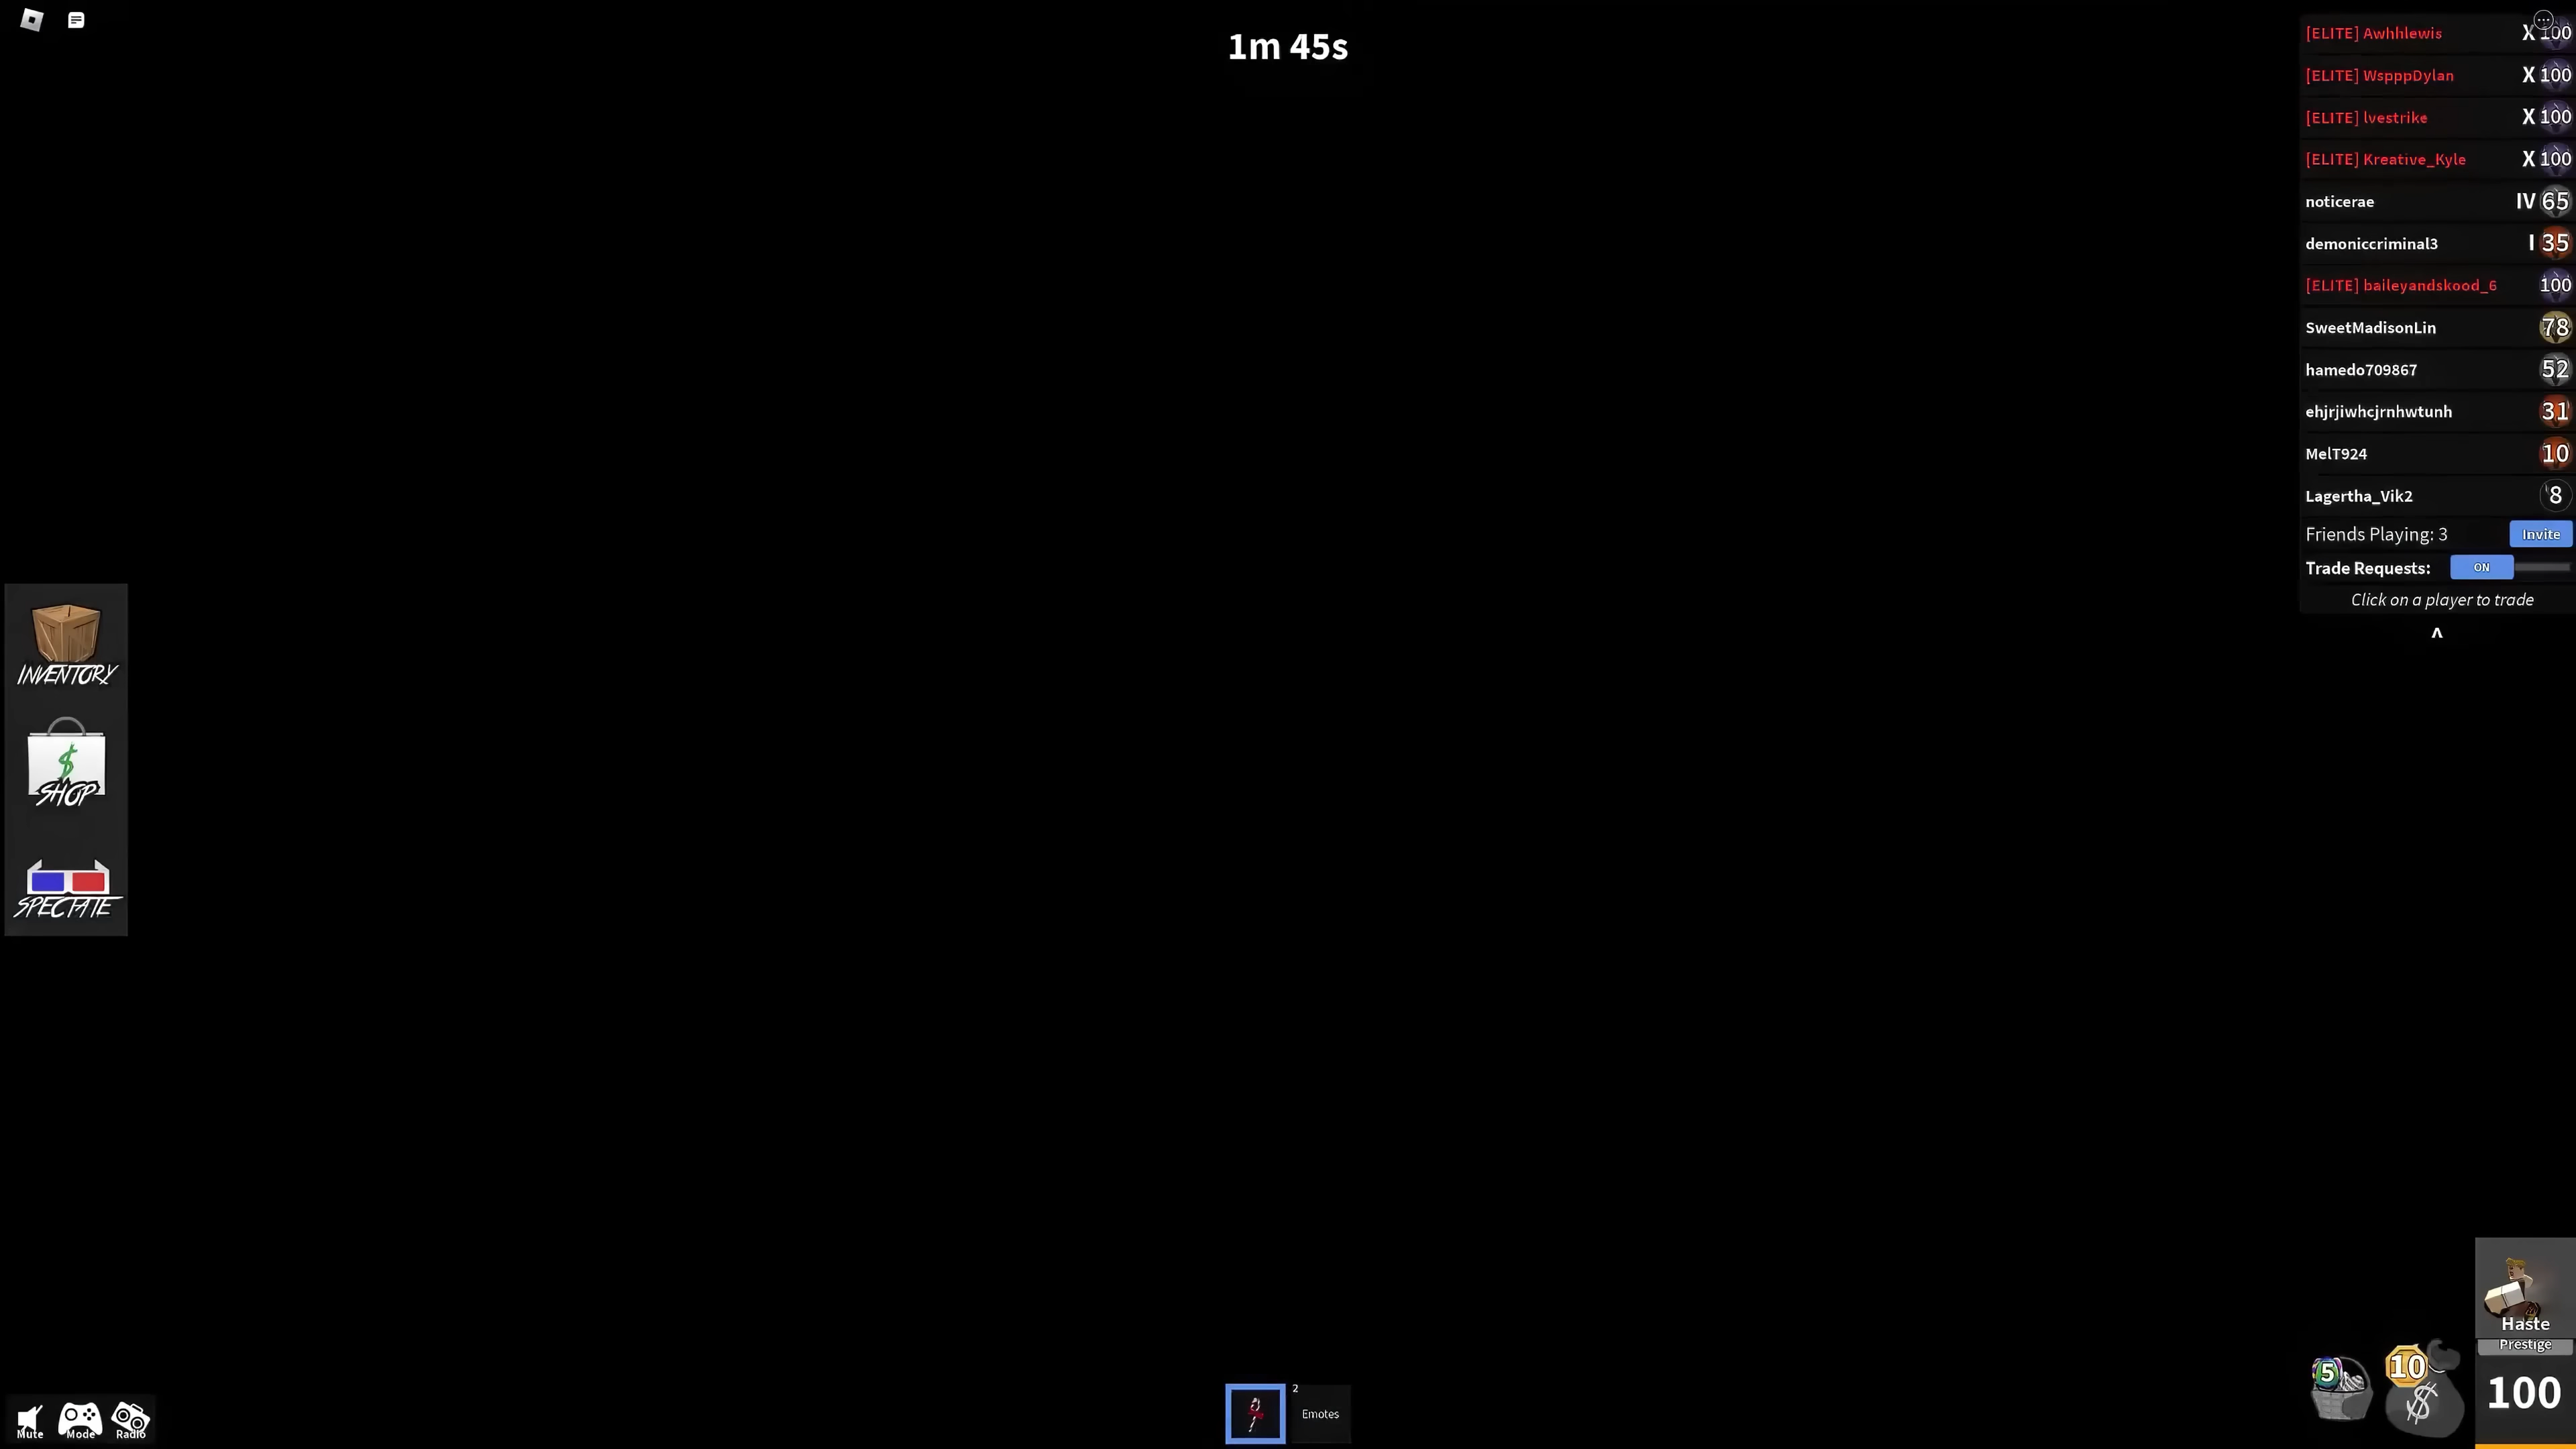 1m 45s
[ELITE] Awhhlewis X 100
[ELITE] WspppDylan X 100
[ELITE] lvestrike X 100
[ELITE] Kreative_Kyle X 100
noticerae IV 65
demoniccriminal3 I 35
[ELITE] baileyandskood_6 100
SweetMadisonLin 78
hamedo709867 52
ehjrjiwhcjrnhwtunh 31
MelT924 10
Lagertha_Vik2 8
Friends Playing: 3 Invite
Trade Requests: ON
Click on a player to trade
^
INVENTORY
$
SHOP
SPECTATE
Mute Mode Radio
2
Emotes
5
10
$
Haste
Prestige
100